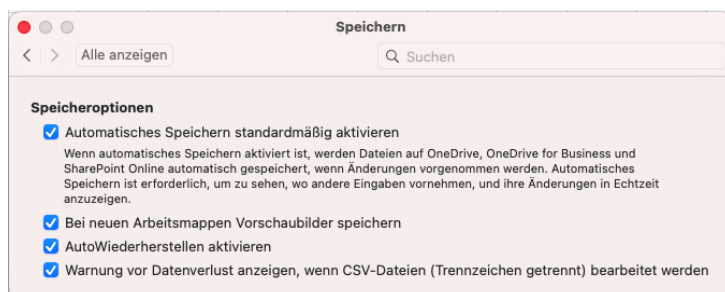 Speichern
Alle anzeigen
Suchen
Speicheroptionen
Automatisches Speichern standardmäßig aktivieren
Wenn automatisches Speichern aktiviert ist, werden Dateien auf OneDrive, OneDrive for Business und
SharePoint Online automatisch gespeichert, wenn Änderungen vorgenommen werden. Automatisches
Speichern ist erforderlich, um zu sehen, wo andere Eingaben vornehmen, und ihre Änderungen in Echtzeit
anzuzeigen.
Bei neuen Arbeitsmappen Vorschaubilder speichern
AutoWiederherstellen aktivieren
Warnung vor Datenverlust anzeigen, wenn CSV-Dateien (Trennzeichen getrennt) bearbeitet werden